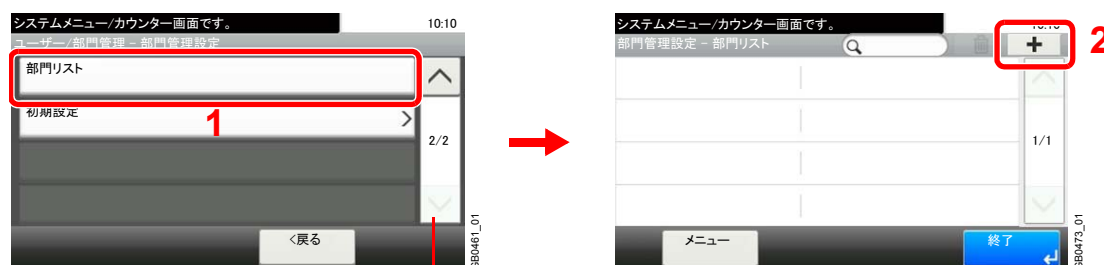 システムメニュー/カウンター画面です。
10:10
ユーザー/部門管理 - 部門管理設定
部門リスト
初期設定
1
2/2
<戻る
GB0461_01
システムメニュー/カウンター画面です。
10:10
部門管理設定 - 部門リスト
+
2
1/1
メニュー
終了
GB0473_01